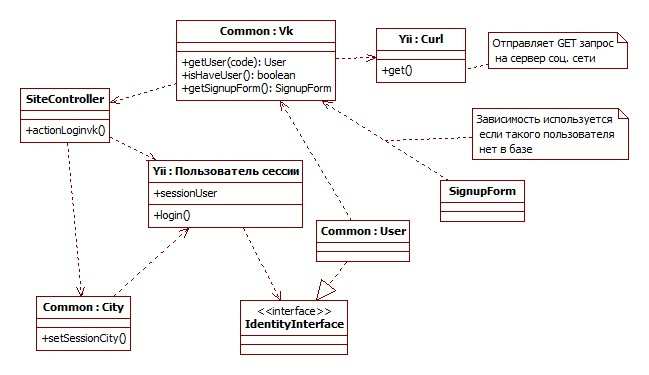 Common : Vk
+getUser(code): User
+isHaveUser(): boolean
+getSignupForm(): SignupForm
Yii : Curl
+get()
Отправляет GET запрос
на сервер соц. сети
SiteController
+actionLoginvk()
Зависимость используется
если такого пользователя
нет в базе
Yii : Пользователь сессии
+sessionUser
+login()
SignupForm
Common : User
Common : City
+setSessionCity()
<<interface>>
IdentityInterface